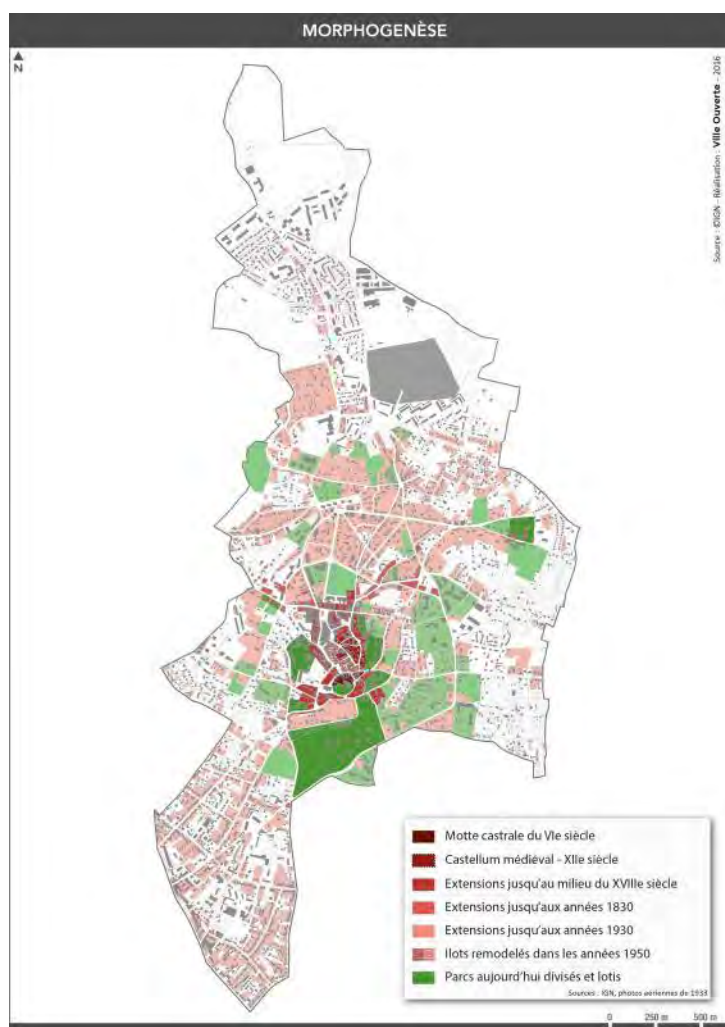 MORPHOGENÈSE
N
Source : ©IGN - Réalisation : Ville Ouverte - 2016
Motte castrale du VIe siècle
Castellum médiéval - XIIe siècle
Extensions jusqu'au milieu du XVIIIe siècle
Extensions jusqu'aux années 1830
Extensions jusqu'aux années 1930
Ilots remodelés dans les années 1950
Parcs aujourd'hui divisés et lotis
Sources : IGN, photos aériennes de 1933
0 250 m 500 m